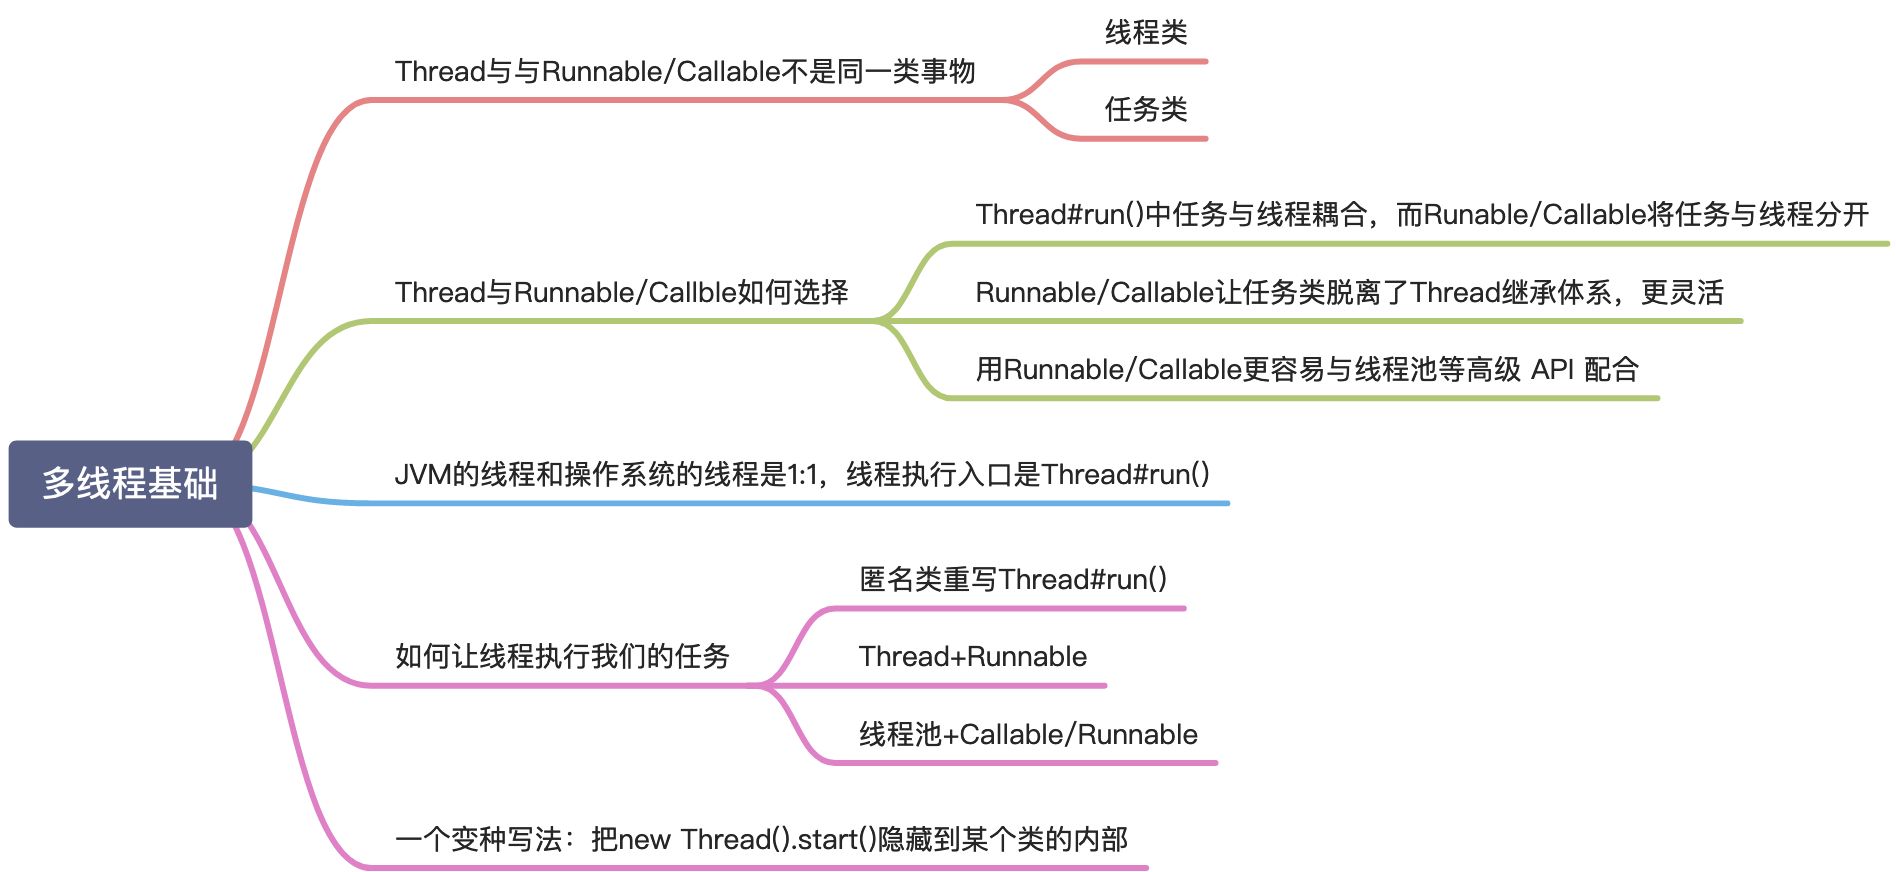 多线程基础
Thread与与Runnable/Callable不是同一类事物
线程类
任务类
Thread与Runnable/Callble如何选择
Thread#run()中任务与线程耦合，而Runable/Callable将任务与线程分开
Runnable/Callable让任务类脱离了Thread继承体系，更灵活
用Runnable/Callable更容易与线程池等高级 API 配合
JVM的线程和操作系统的线程是1:1，线程执行入口是Thread#run()
如何让线程执行我们的任务
匿名类重写Thread#run()
Thread+Runnable
线程池+Callable/Runnable
一个变种写法：把new Thread().start()隐藏到某个类的内部